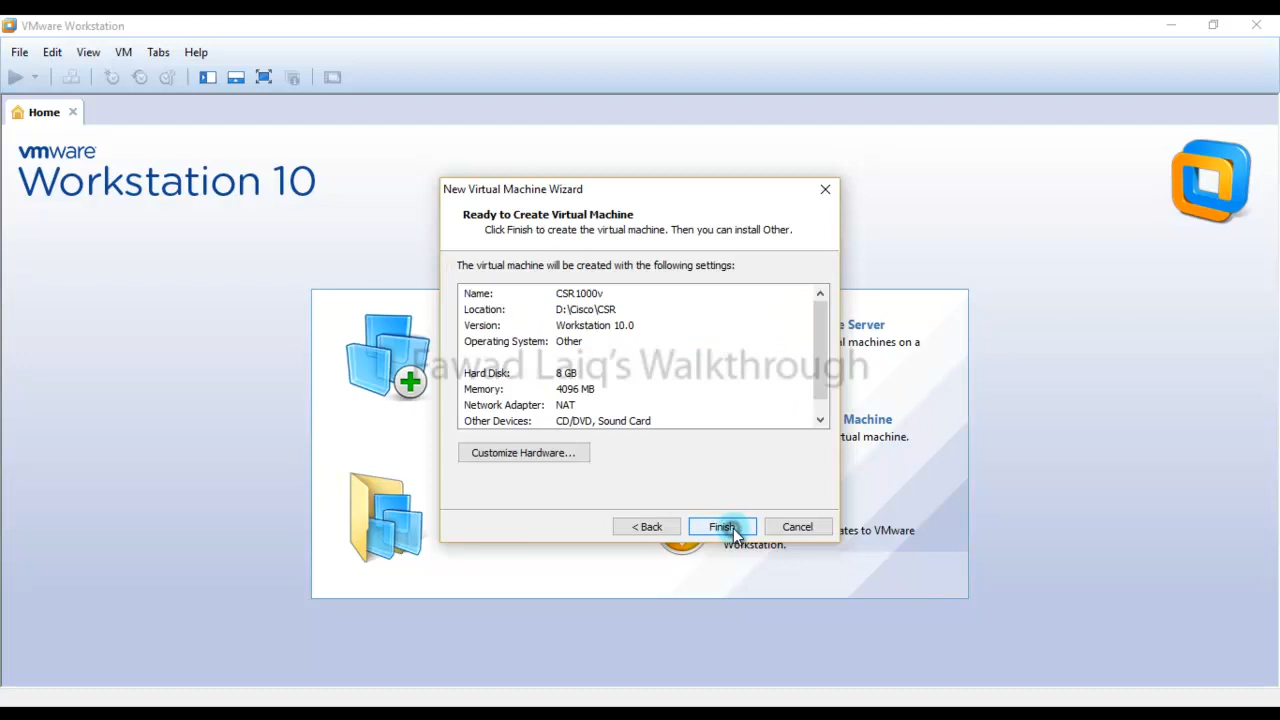 VMware Workstation
File Edit View VM Tabs Help
Home
vmware
Workstation 10
New Virtual Machine Wizard
Ready to Create Virtual Machine
Click Finish to create the virtual machine. Then you can install Other.
The virtual machine will be created with the following settings:
Name: CSR1000v
Location: D:\Cisco\CSR
Version: Workstation 10.0
Operating System: Other
Hard Disk: 8 GB
Memory: 4096 MB
Network Adapter: NAT
Other Devices: CD/DVD, Sound Card
Fawad Laiq's Walkthrough
Customize Hardware...
< Back Finish Cancel
e Server
al machines on a
Machine
rtual machine.
ates to VMware
Workstation.